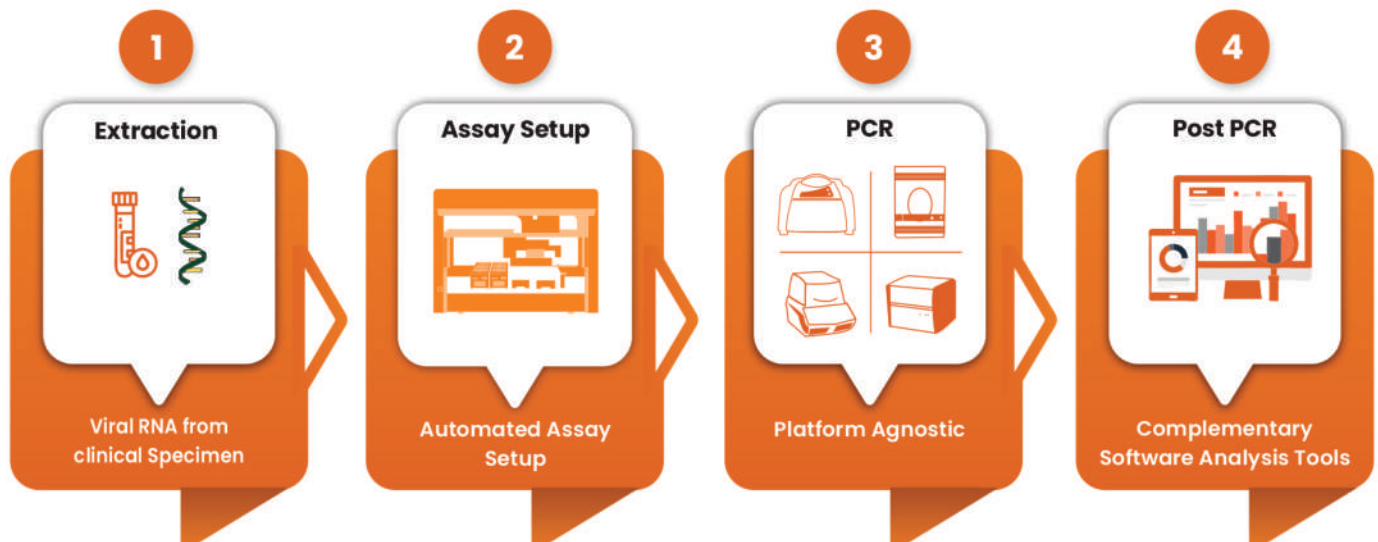 1
Extraction
Viral RNA from
clinical Specimen
2
Assay Setup
Automated Assay
Setup
3
PCR
Platform Agnostic
4
Post PCR
Complementary
Software Analysis Tools